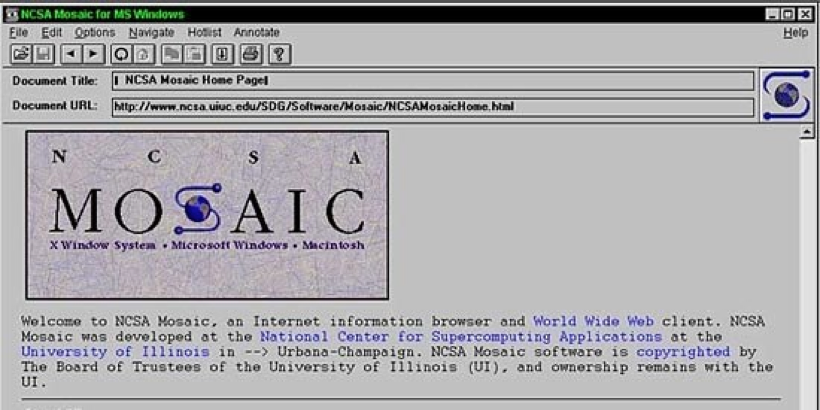 NCSA Mosaic for MS Windows
File Edit Options Navigate Hotlist Annotate Help
Document Title: NCSA Mosaic Home Page
Document URL: http://www.ncsa.uiuc.edu/SDG/Software/Mosaic/NCSAMosaicHome.html
N C S A
MOSAIC
X Window System • Microsoft Windows • Macintosh
Welcome to NCSA Mosaic, an Internet information browser and World Wide Web client. NCSA
Mosaic was developed at the National Center for Supercomputing Applications at the
University of Illinois in --> Urbana-Champaign. NCSA Mosaic software is copyrighted by
The Board of Trustees of the University of Illinois (UI), and ownership remains with the
UI.